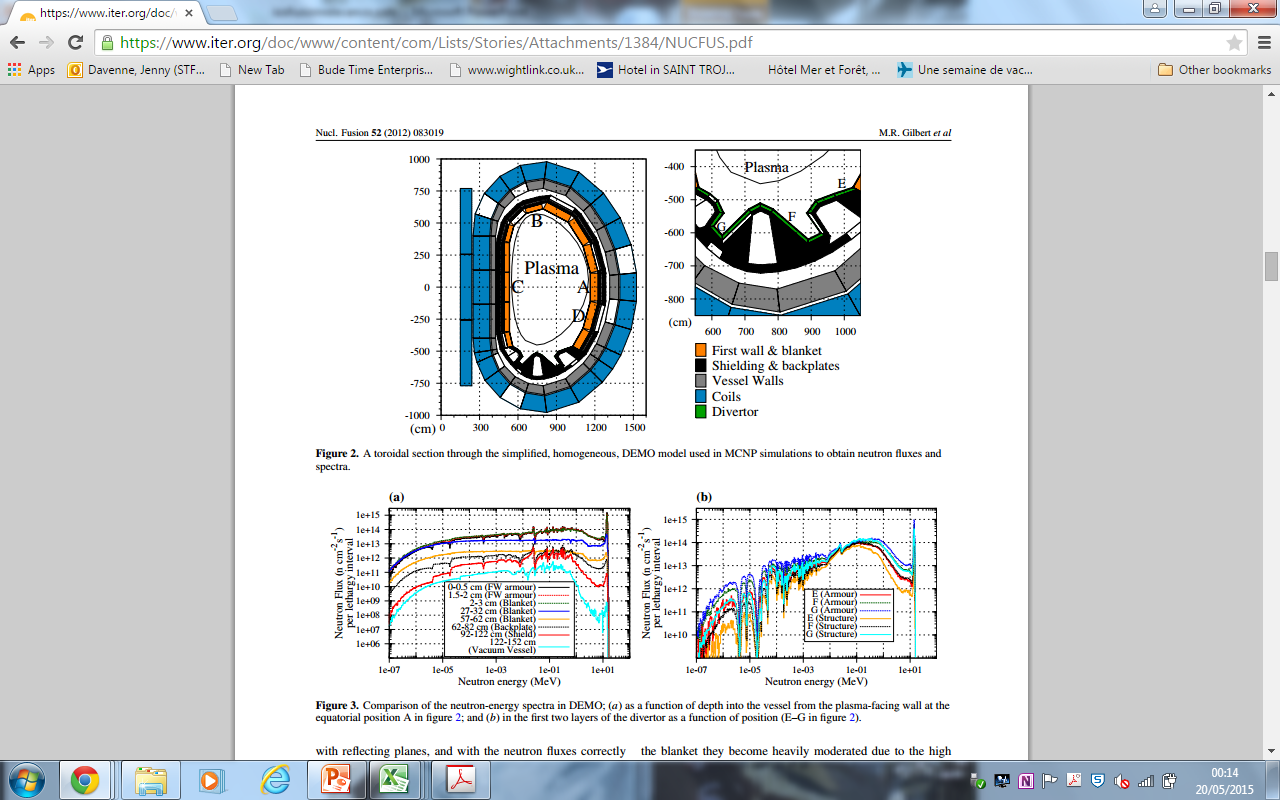 https://www.iter.org/doc/
https://www.iter.org/doc/www/content/com/Lists/Stories/Attachments/1384/NUCFUS.pdf
Apps Davenne, Jenny (STF... New Tab Bude Time Enterpris... www.wightlink.co.uk... Hotel in SAINT TROJ... Hôtel Mer et Forêt, ... Une semaine de vac... Other bookmarks
Nucl. Fusion 52 (2012) 083019 M.R. Gilbert et al
1000
750
500
250
0
-250
-500
-750
-1000
(cm) 0 300 600 900 1200 1500
B
Plasma
C A
D
-400
-500
-600
-700
-800
(cm) 600 700 800 900 1000
Plasma
E
F
G
First wall & blanket
Shielding & backplates
Vessel Walls
Coils
Divertor
Figure 2. A toroidal section through the simplified, homogeneous, DEMO model used in MCNP simulations to obtain neutron fluxes and
spectra.
(a)
Neutron Flux (n cm-2 s-1)
per lethargy interval
1e+15
1e+14
1e+13
1e+12
1e+11
1e+10
1e+09
1e+08
1e+07
1e+06
0-0.5 cm (FW armour)
1.5-2 cm (FW armour)
2-3 cm (Blanket)
27-32 cm (Blanket)
57-62 cm (Blanket)
62-82 cm (Backplate)
92-122 cm (Shield)
122-152 cm
(Vacuum Vessel)
1e-07 1e-05 1e-03 1e-01 1e+01
Neutron energy (MeV)
(b)
Neutron Flux (n cm-2 s-1)
per lethargy interval
1e+15
1e+14
1e+13
1e+12
1e+11
1e+10
E (Armour)
F (Armour)
G (Armour)
E (Structure)
F (Structure)
G (Structure)
1e-07 1e-05 1e-03 1e-01 1e+01
Neutron energy (MeV)
Figure 3. Comparison of the neutron-energy spectra in DEMO; (a) as a function of depth into the vessel from the plasma-facing wall at the
equatorial position A in figure 2; and (b) in the first two layers of the divertor as a function of position (E–G in figure 2).
with reflecting planes, and with the neutron fluxes correctly
the blanket they become heavily moderated due to the high
00:14
20/05/2015